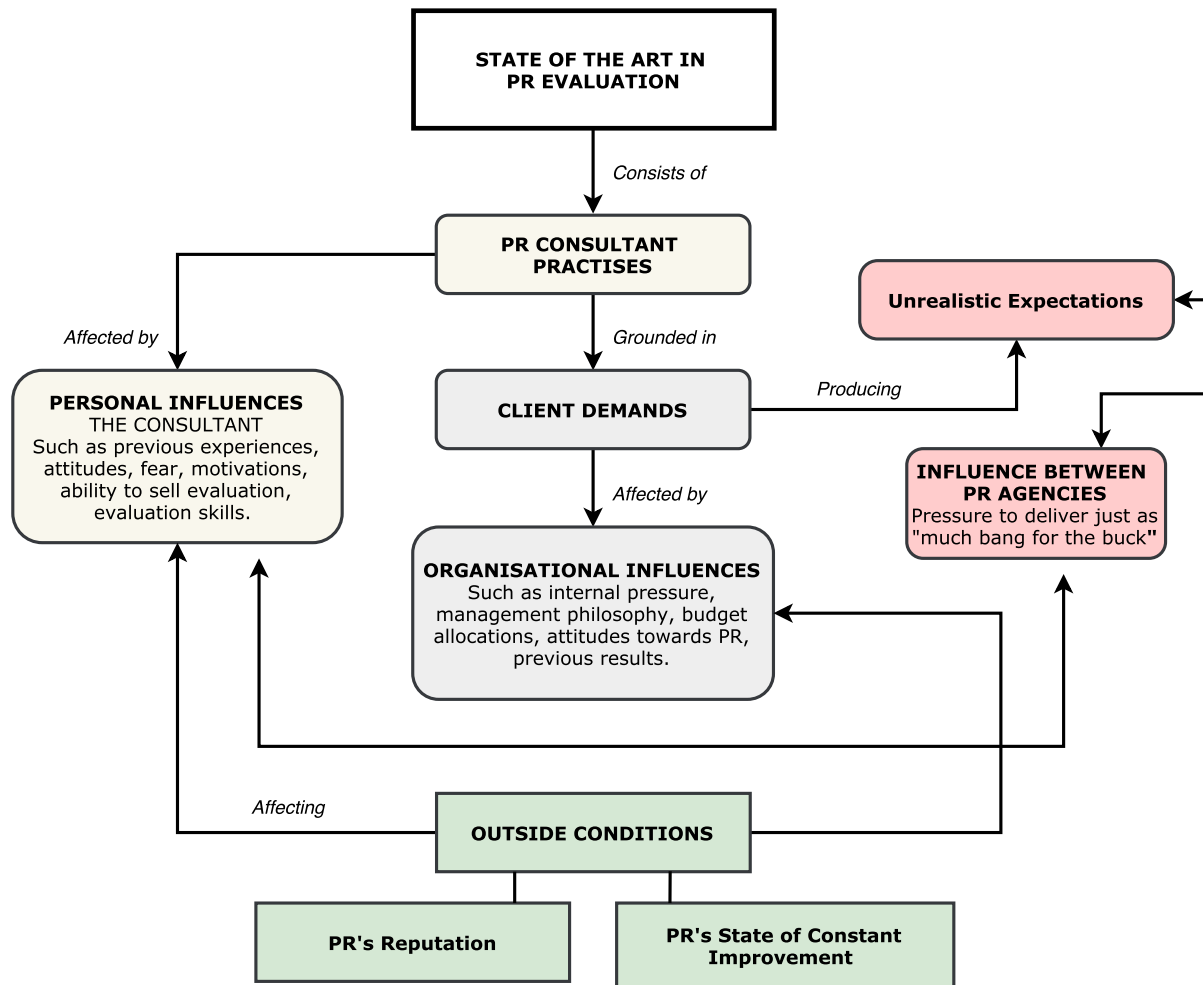 STATE OF THE ART IN
PR EVALUATION
Consists of
PR CONSULTANT
PRACTISES
Unrealistic Expectations
Affected by
Grounded in
Producing
PERSONAL INFLUENCES
THE CONSULTANT
Such as previous experiences,
attitudes, fear, motivations,
ability to sell evaluation,
evaluation skills.
CLIENT DEMANDS
INFLUENCE BETWEEN
PR AGENCIES
Pressure to deliver just as
"much bang for the buck"
Affected by
ORGANISATIONAL INFLUENCES
Such as internal pressure,
management philosophy, budget
allocations, attitudes towards PR,
previous results.
Affecting
OUTSIDE CONDITIONS
PR's Reputation
PR's State of Constant
Improvement